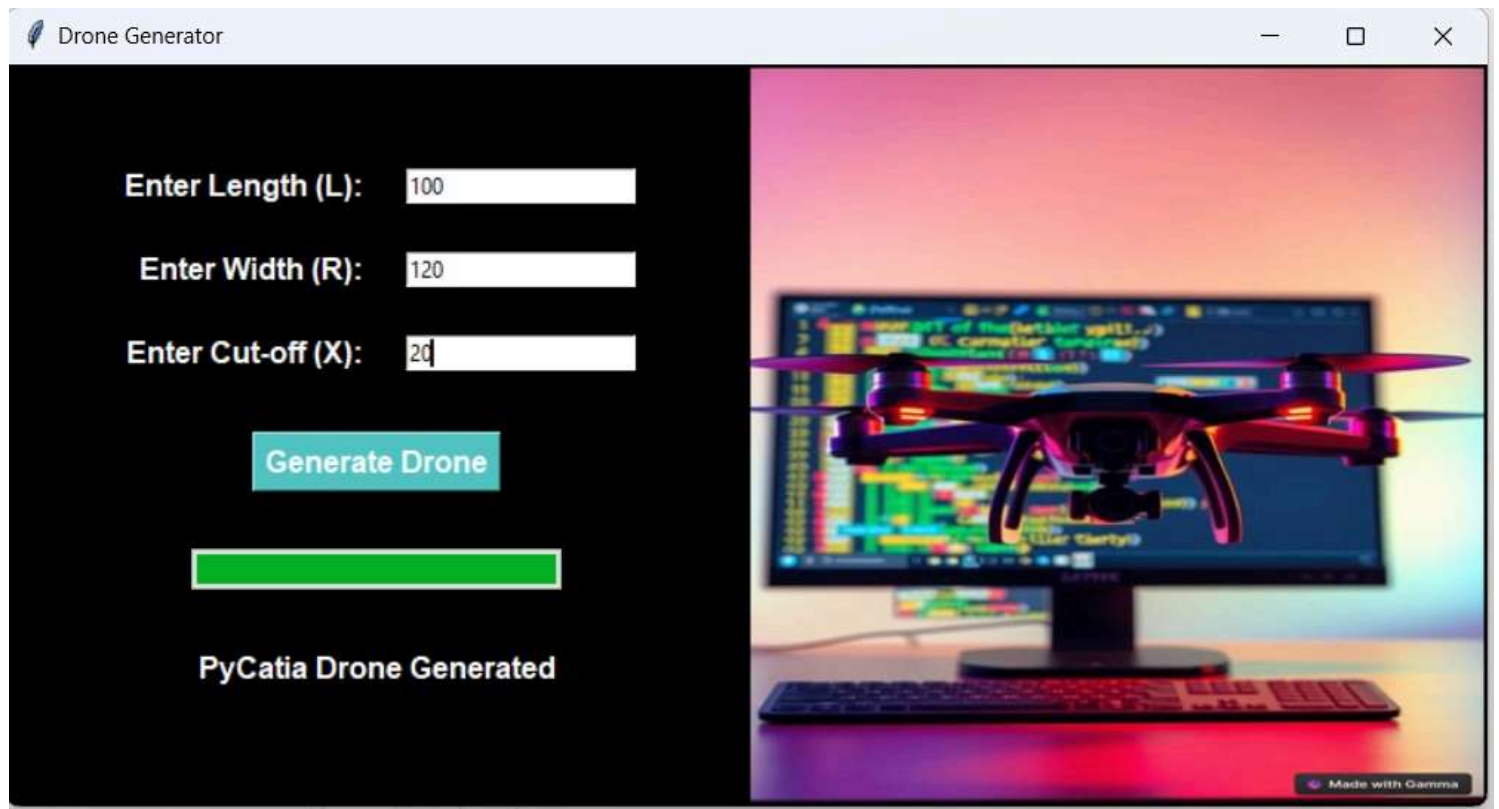 Drone Generator
Enter Length (L): 100
Enter Width (R): 120
Enter Cut-off (X): 20
Generate Drone
PyCatia Drone Generated
Made with Gamma